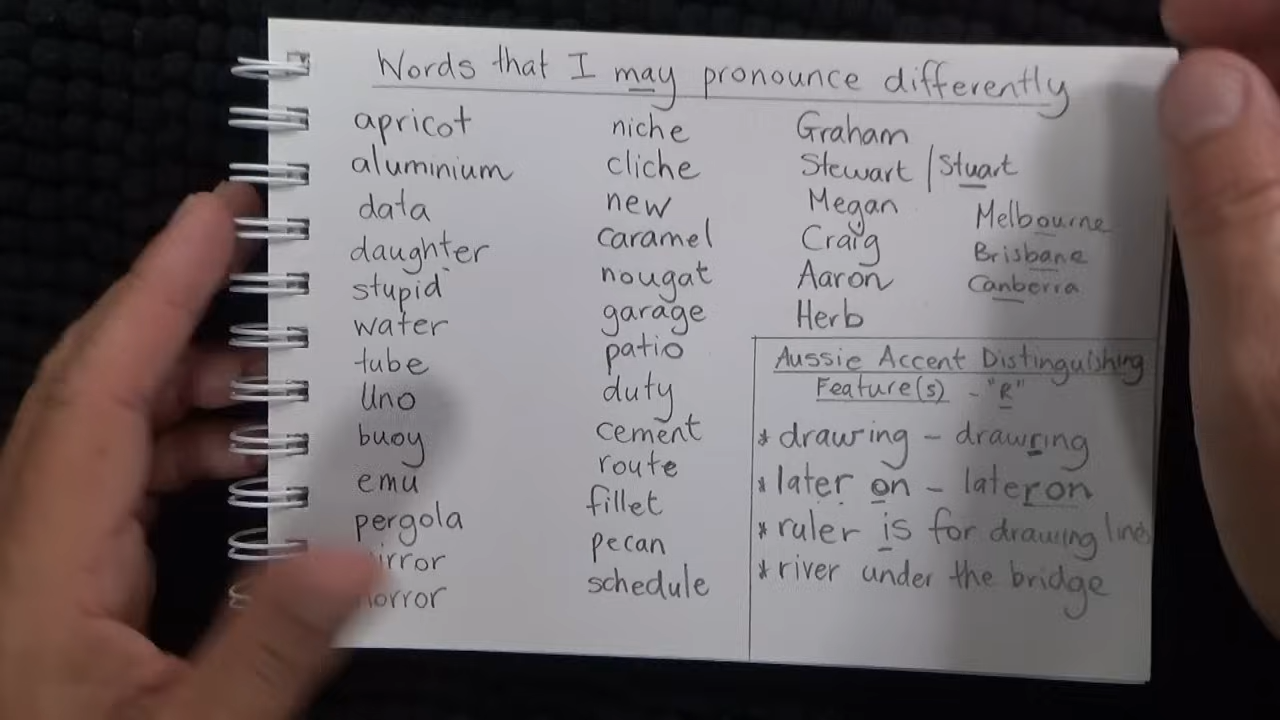 Words that I may pronounce differently
apricot
aluminium
data
daughter
stupid
water
tube
Uno
buoy
emu
pergola
mirror
horror
niche
cliche
new
caramel
nougat
garage
patio
duty
cement
route
fillet
pecan
schedule
Graham
Stewart / Stuart
Megan
Craig
Aaron
Herb
Melbourne
Brisbane
Canberra
Aussie Accent Distinguishing
Feature(s) - "R"
* drawing - drawring
* later on - lateron
* ruler is for drawing lines
* river under the bridge